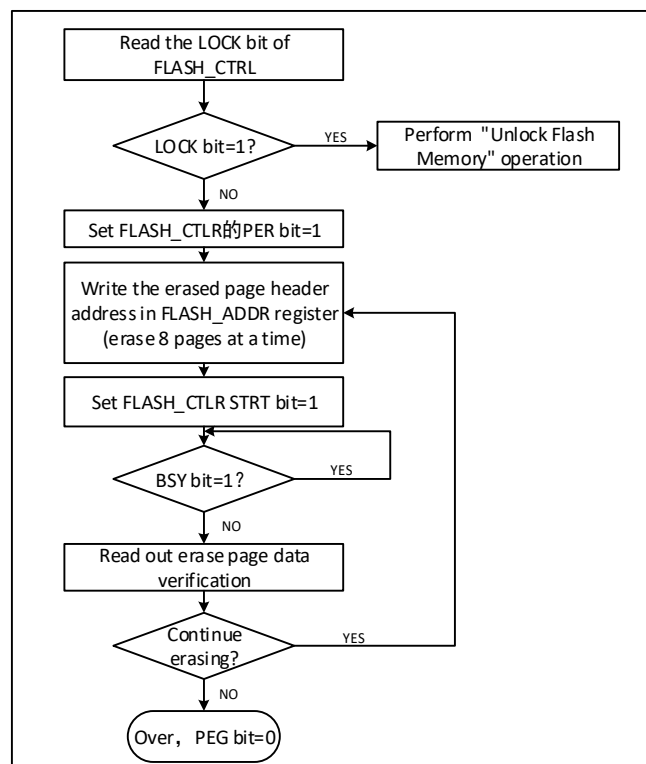 Read the LOCK bit of
FLASH_CTRL
LOCK bit=1?
YES
Perform "Unlock Flash
Memory" operation
NO
Set FLASH_CTLR的PER bit=1
Write the erased page header
address in FLASH_ADDR register
(erase 8 pages at a time)
Set FLASH_CTLR STRT bit=1
BSY bit=1?
YES
NO
Read out erase page data
verification
Continue
erasing?
YES
NO
Over，PEG bit=0